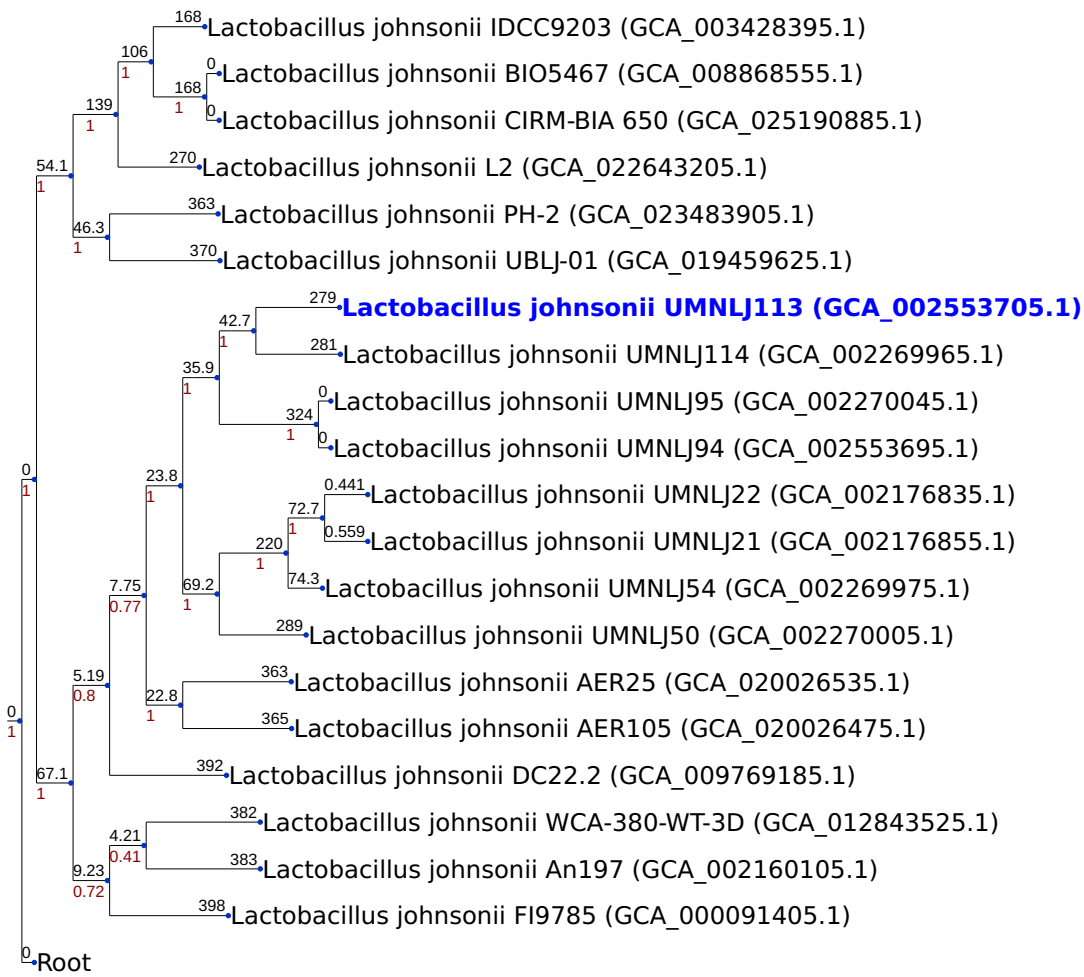 168 Lactobacillus johnsonii IDCC9203 (GCA_003428395.1)
106
1
0 Lactobacillus johnsonii BIO5467 (GCA_008868555.1)
168
1
139
1
0 Lactobacillus johnsonii CIRM-BIA 650 (GCA_025190885.1)
270 Lactobacillus johnsonii L2 (GCA_022643205.1)
54.1
1
363 Lactobacillus johnsonii PH-2 (GCA_023483905.1)
46.3
1
370 Lactobacillus johnsonii UBLJ-01 (GCA_019459625.1)
279 Lactobacillus johnsonii UMNLJ113 (GCA_002553705.1)
42.7
1
281 Lactobacillus johnsonii UMNLJ114 (GCA_002269965.1)
35.9
1
0 Lactobacillus johnsonii UMNLJ95 (GCA_002270045.1)
324
1
0 Lactobacillus johnsonii UMNLJ94 (GCA_002553695.1)
0
1
23.8
1
0.441 Lactobacillus johnsonii UMNLJ22 (GCA_002176835.1)
72.7
1
0.559 Lactobacillus johnsonii UMNLJ21 (GCA_002176855.1)
220
1
74.3 Lactobacillus johnsonii UMNLJ54 (GCA_002269975.1)
7.75
0.77
69.2
1
289 Lactobacillus johnsonii UMNLJ50 (GCA_002270005.1)
5.19
0.8
363 Lactobacillus johnsonii AER25 (GCA_020026535.1)
22.8
1
0
1
365 Lactobacillus johnsonii AER105 (GCA_020026475.1)
67.1
1
392 Lactobacillus johnsonii DC22.2 (GCA_009769185.1)
382 Lactobacillus johnsonii WCA-380-WT-3D (GCA_012843525.1)
4.21
0.41
383 Lactobacillus johnsonii An197 (GCA_002160105.1)
9.23
0.72
398 Lactobacillus johnsonii FI9785 (GCA_000091405.1)
0 Root